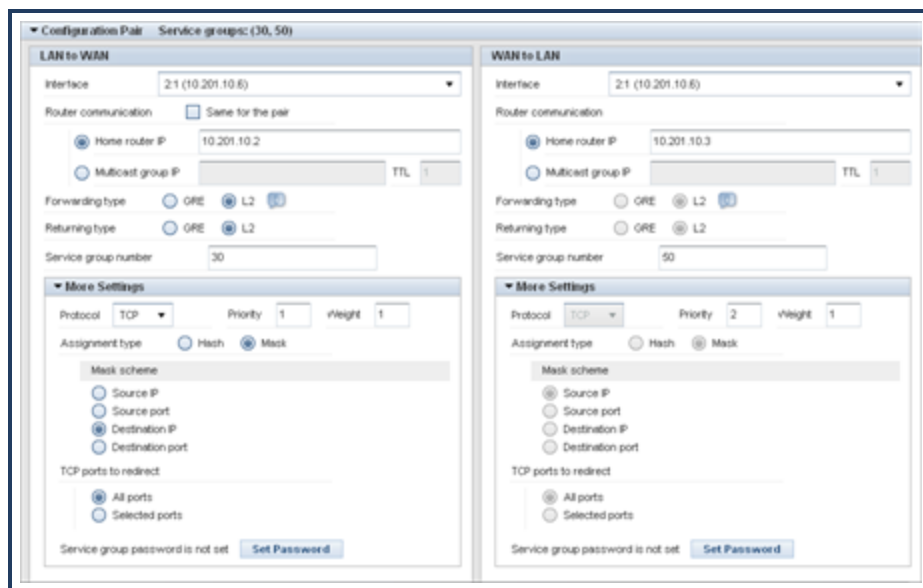 Configuration Pair Service groups: (30, 50)
LAN to WAN
Interface 2:1 (10.201.10.6)
Router communication Same for the pair
Home router IP 10.201.10.2
Multicast group IP TTL 1
Forwarding type GRE L2
Returning type GRE L2
Service group number 30
More Settings
Protocol TCP Priority 1 Weight 1
Assignment type Hash Mask
Mask scheme
Source IP
Source port
Destination IP
Destination port
TCP ports to redirect
All ports
Selected ports
Service group password is not set Set Password
WAN to LAN
Interface 2:1 (10.201.10.6)
Router communication
Home router IP 10.201.10.3
Multicast group IP TTL 1
Forwarding type GRE L2
Returning type GRE L2
Service group number 50
More Settings
Protocol TCP Priority 2 Weight 1
Assignment type Hash Mask
Mask scheme
Source IP
Source port
Destination IP
Destination port
TCP ports to redirect
All ports
Selected ports
Service group password is not set Set Password